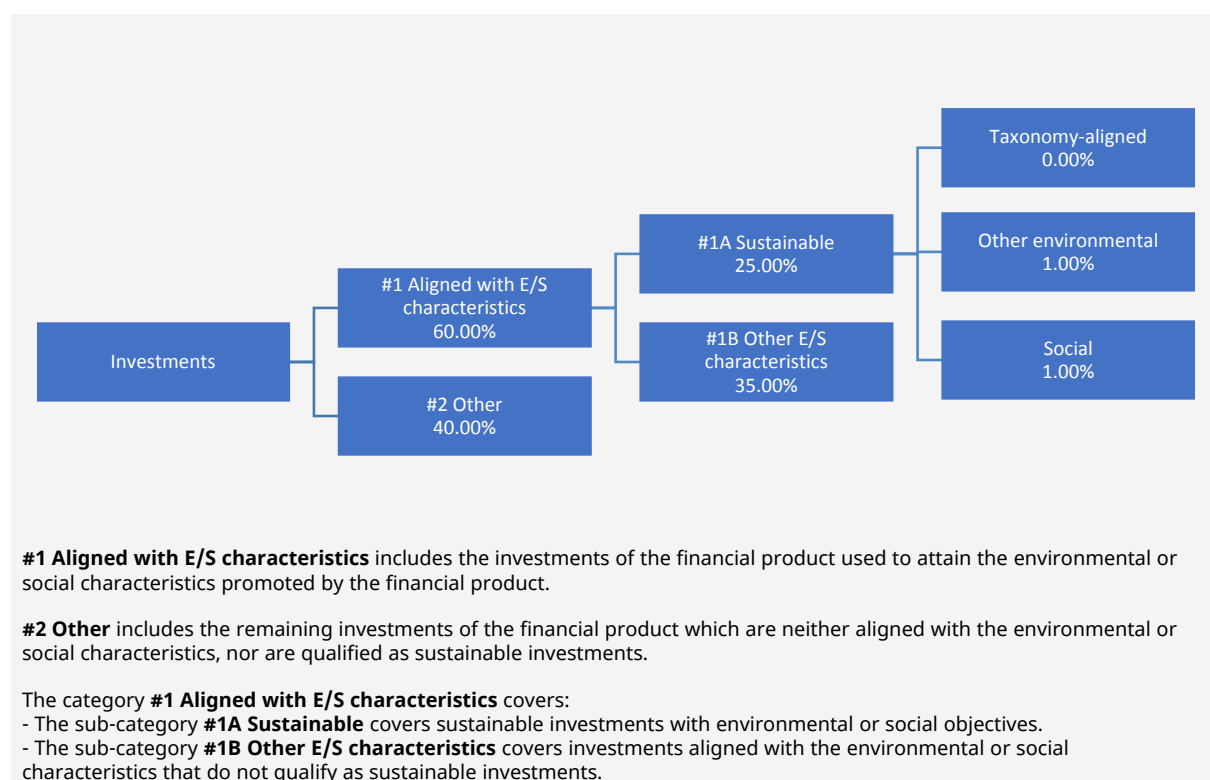 Investments
#1 Aligned with E/S
characteristics
60.00%
#2 Other
40.00%
#1A Sustainable
25.00%
#1B Other E/S
characteristics
35.00%
Taxonomy-aligned
0.00%
Other environmental
1.00%
Social
1.00%
#1 Aligned with E/S characteristics includes the investments of the financial product used to attain the environmental or
social characteristics promoted by the financial product.
#2 Other includes the remaining investments of the financial product which are neither aligned with the environmental or
social characteristics, nor are qualified as sustainable investments.
The category #1 Aligned with E/S characteristics covers:
- The sub-category #1A Sustainable covers sustainable investments with environmental or social objectives.
- The sub-category #1B Other E/S characteristics covers investments aligned with the environmental or social
characteristics that do not qualify as sustainable investments.